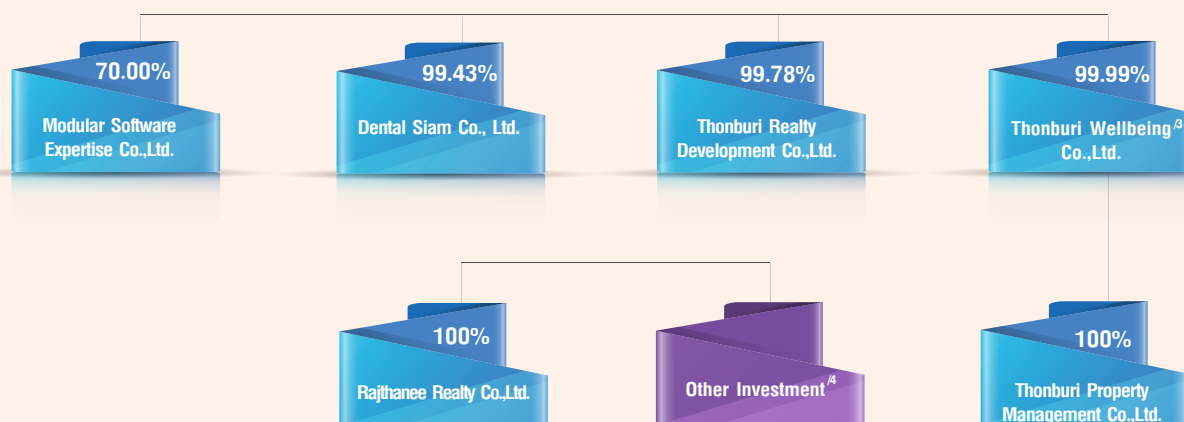 70.00%
Modular Software
Expertise Co.,Ltd.
99.43%
Dental Siam Co., Ltd.
99.78%
Thonburi Realty
Development Co.,Ltd.
99.99%
Thonburi Wellbeing/3
Co.,Ltd.
100%
Rajthanee Realty Co.,Ltd.
Other Investment/4
100%
Thonburi Property
Management Co.,Ltd.